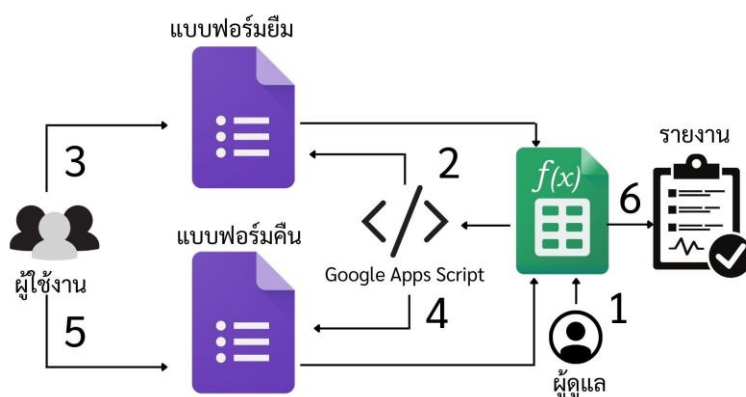 แบบฟอร์มยืม
รายงาน
3
2
f(x)
6
แบบฟอร์มคืน
ผู้ใช้งาน
</>
Google Apps Script
5
4
1
ผู้ดูแล